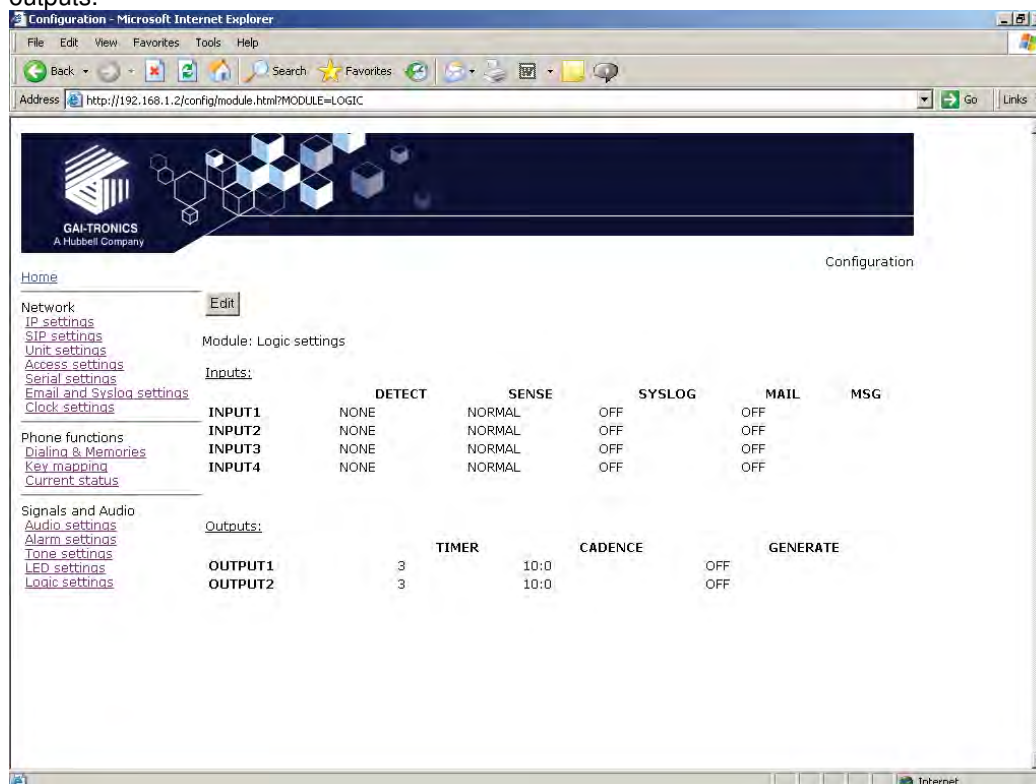 outputs.
Configuration - Microsoft Internet Explorer
File Edit View Favorites Tools Help
Back Search Favorites
Address http://192.168.1.2/config/module.html?MODULE=LOGIC Go Links
GAI-TRONICS
A Hubbell Company
Configuration
Home
Edit
Network
IP settings
SIP settings
Unit settings
Access settings
Serial settings
Email and Syslog settings
Clock settings
Phone functions
Dialing & Memories
Key mapping
Current status
Signals and Audio
Audio settings
Alarm settings
Tone settings
LED settings
Logic settings
Module: Logic settings
Inputs:
DETECT SENSE SYSLOG MAIL MSG
INPUT1 NONE NORMAL OFF OFF
INPUT2 NONE NORMAL OFF OFF
INPUT3 NONE NORMAL OFF OFF
INPUT4 NONE NORMAL OFF OFF
Outputs:
TIMER CADENCE GENERATE
OUTPUT1 3 10:0 OFF
OUTPUT2 3 10:0 OFF
Internet